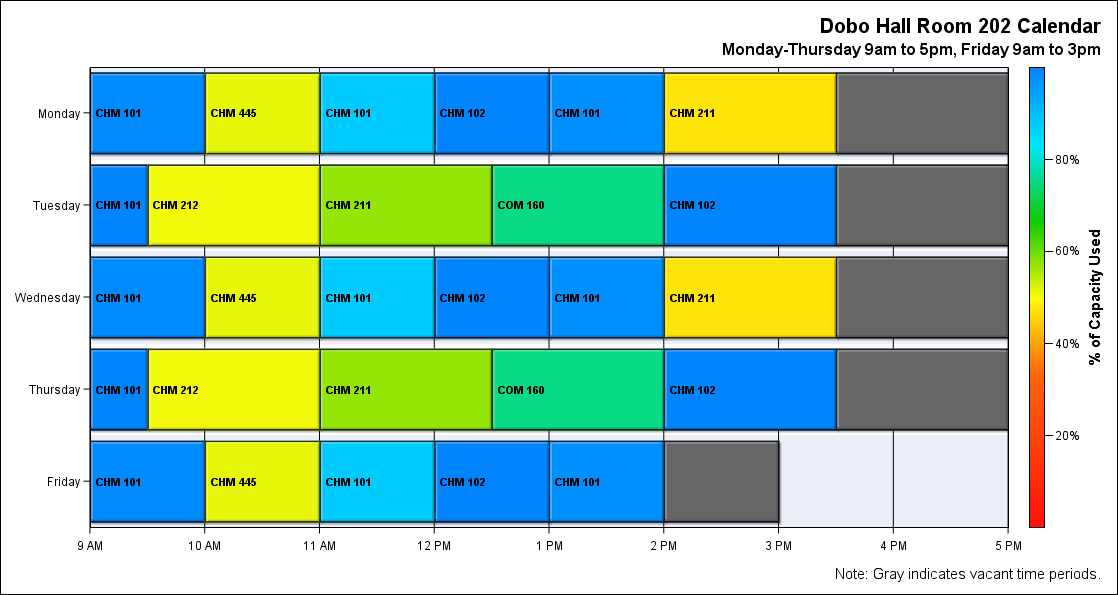 Dobo Hall Room 202 Calendar
Monday-Thursday 9am to 5pm, Friday 9am to 3pm
Monday
CHM 101
CHM 445
CHM 101
CHM 102
CHM 101
CHM 211
Tuesday
CHM 101
CHM 212
CHM 211
COM 160
CHM 102
Wednesday
CHM 101
CHM 445
CHM 101
CHM 102
CHM 101
CHM 211
Thursday
CHM 101
CHM 212
CHM 211
COM 160
CHM 102
Friday
CHM 101
CHM 445
CHM 101
CHM 102
CHM 101
9 AM
10 AM
11 AM
12 PM
1 PM
2 PM
3 PM
4 PM
5 PM
80%
60%
40%
20%
% of Capacity Used
Note: Gray indicates vacant time periods.